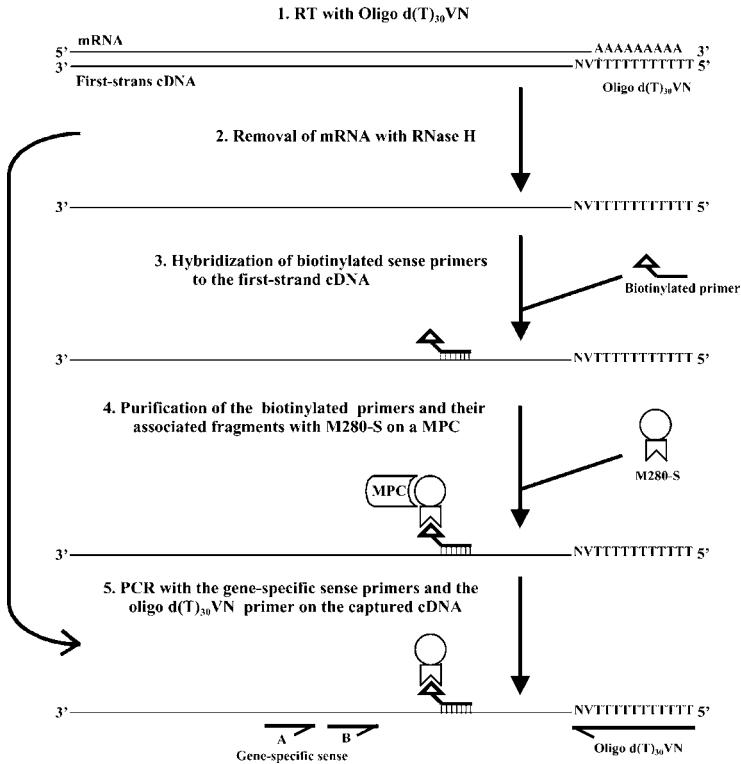 1. RT with Oligo d(T)30VN
mRNA
5’ AAAAAAAAA 3’
3’ NVTTTTTTTTTTT 5’
First-strans cDNA
Oligo d(T)30VN
2. Removal of mRNA with RNase H
3’ NVTTTTTTTTTTT 5’
3. Hybridization of biotinylated sense primers
to the first-strand cDNA
Biotinylated primer
3’ NVTTTTTTTTTTT 5’
4. Purification of the biotinylated primers and their
associated fragments with M280-S on a MPC
M280-S
MPC
3’ NVTTTTTTTTTTT 5’
5. PCR with the gene-specific sense primers and the
oligo d(T)30VN primer on the captured cDNA
3’ NVTTTTTTTTTTT 5’
A B
Gene-specific sense
Oligo d(T)30VN